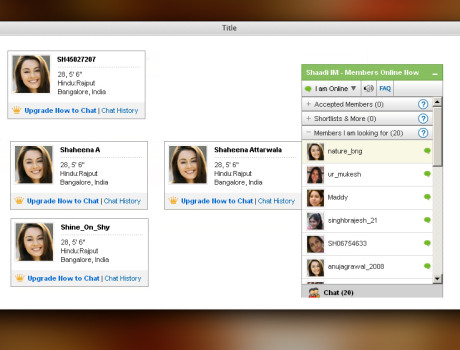 Title
SH45027207
28, 5' 6"
Hindu:Rajput
Bangalore, India
Upgrade Now to Chat | Chat History
Shaheena A
28, 5' 6"
Hindu:Rajput
Bangalore, India
Upgrade Now to Chat | Chat History
Shaheena Attarwala
28, 5' 6"
Hindu:Rajput
Bangalore, India
Upgrade Now to Chat | Chat History
Shine_On_Shy
28, 5' 6"
Hindu:Rajput
Bangalore, India
Upgrade Now to Chat | Chat History
Shaadi IM - Members Online Now
I am Online
FAQ
+ Accepted Members (0) ?
+ Shortlists & More (0) ?
− Members I am looking for (20) ?
nature_bng
ur_mukesh
Maddy
singhbrajesh_21
SH06754633
anujagrawal_2008
Chat (20)